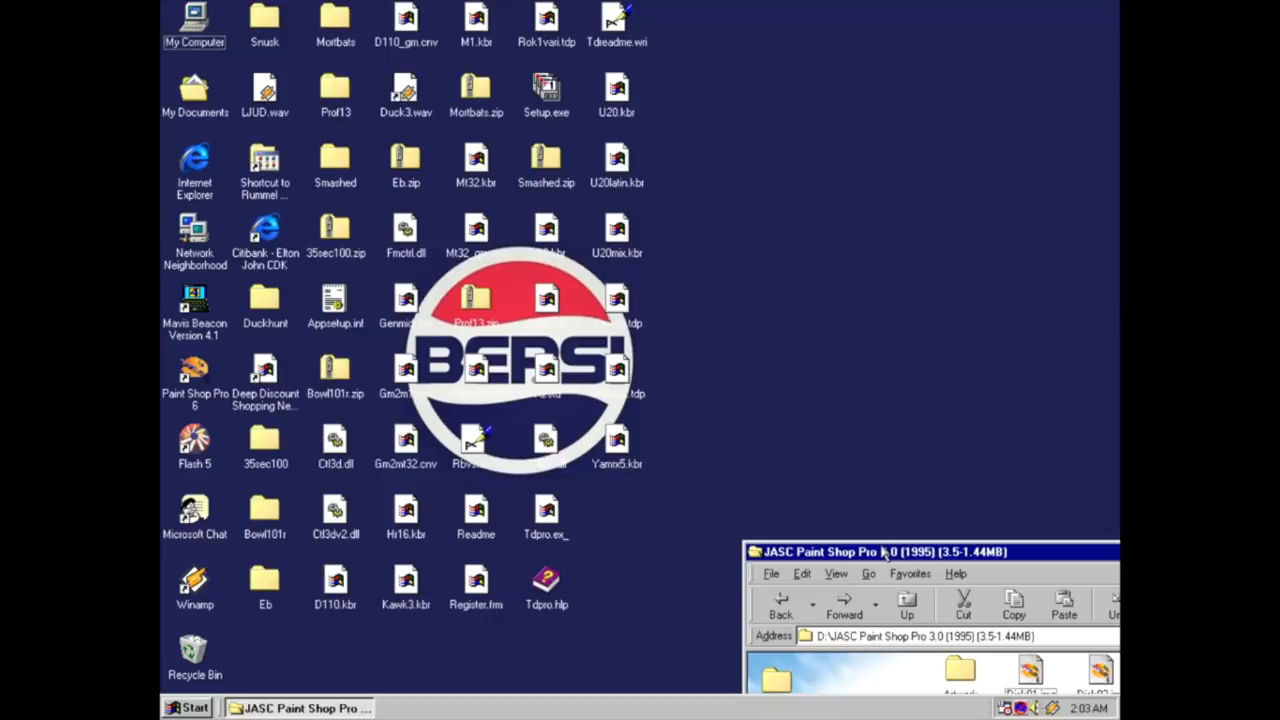 My Computer
Snusk
Mortbats
D110_gm.cnv
M1.kbr
Rok1vari.tdp
Tdreadme.wri
My Documents
LJUD.wav
Prof13
Duck3.wav
Mortbats.zip
Setup.exe
U20.kbr
Internet
Explorer
Shortcut to
Rummel ...
Smashed
Eb.zip
Mt32.kbr
Smashed.zip
U20latin.kbr
Network
Neighborhood
Citibank - Elton
John CDK
35sec100.zip
Fmctrl.dll
U20mix.kbr
Mavis Beacon
Version 4.1
Duckhunt
Appsetup.inf
Prof13.zip
BEPSI
Paint Shop Pro
6
Deep Discount
Shopping Ne...
Bowl101r.zip
Flash 5
35sec100
Ctl3d.dll
Gm2mt32.cnv
Yamrx5.kbr
Microsoft Chat
Bowl101r
Ctl3dv2.dll
Hr16.kbr
Readme
Tdpro.ex_
Winamp
Eb
D110.kbr
Kawk3.kbr
Register.frm
Tdpro.hlp
Recycle Bin
JASC Paint Shop Pro 3.0 (1995) (3.5-1.44MB)
File Edit View Go Favorites Help
Back Forward Up Cut Copy Paste
Address D:\JASC Paint Shop Pro 3.0 (1995) (3.5-1.44MB)
Start JASC Paint Shop Pro ... 2:03 AM